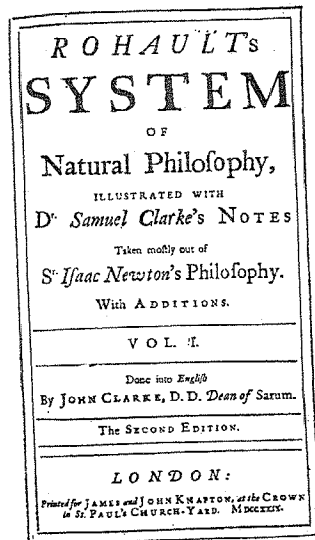 ROHAULT's
SYSTEM
OF
Natural Philoſophy,
ILLUSTRATED WITH
Dr. Samuel Clarke's NOTES
Taken moſtly out of
Sr. Iſaac Newton's Philoſophy.
With ADDITIONS.
VOL. I.
Done into Engliſh
By JOHN CLARKE, D.D. Dean of Sarum.
The SECOND EDITION.
LONDON:
Printed for JAMES and JOHN KNAPTON, at the CROWN
in St. PAUL's CHURCH-YARD. MDCCXXIX.